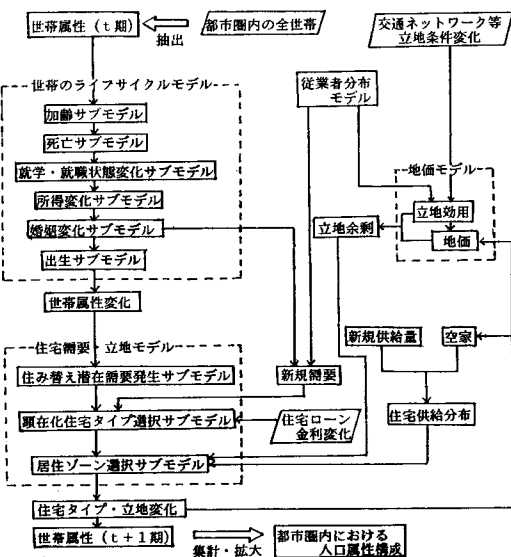 世帯属性(t期)
抽出
都市圏内の全世帯
交通ネットワーク等
立地条件変化
世帯のライフサイクルモデル
加齢サブモデル
死亡サブモデル
就学・就職状態変化サブモデル
所得変化サブモデル
婚姻変化サブモデル
出生サブモデル
世帯属性変化
従業者分布
モデル
地価モデル
立地効用
地価
立地余剰
新規供給量
空家
住宅需要・立地モデル
住み替え潜在需要発生サブモデル
新規需要
顕在化住宅タイプ選択サブモデル
住宅ローン
金利変化
住宅供給分布
居住ゾーン選択サブモデル
住宅タイプ・立地変化
世帯属性(t+1期)
集計・拡大
都市圏内における
人口属性構成